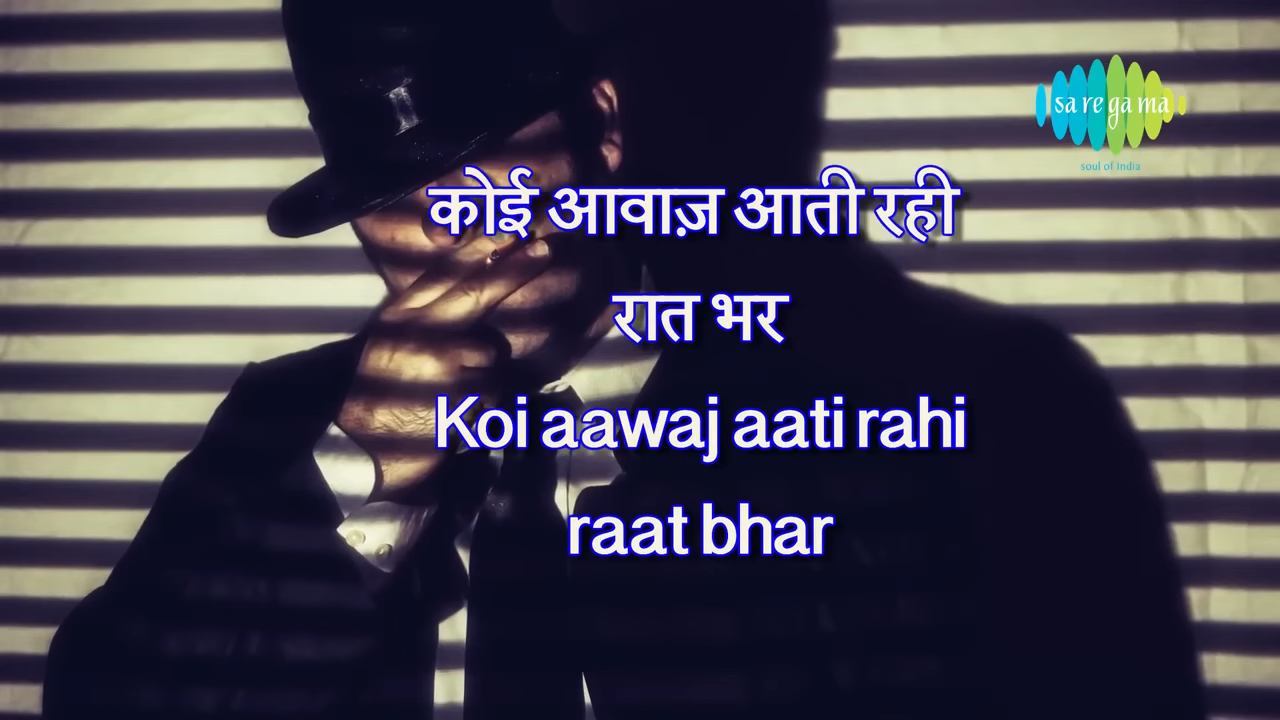 sa re ga ma
soul of India
कोई आवाज़ आती रही
रात भर
Koi aawaj aati rahi
raat bhar